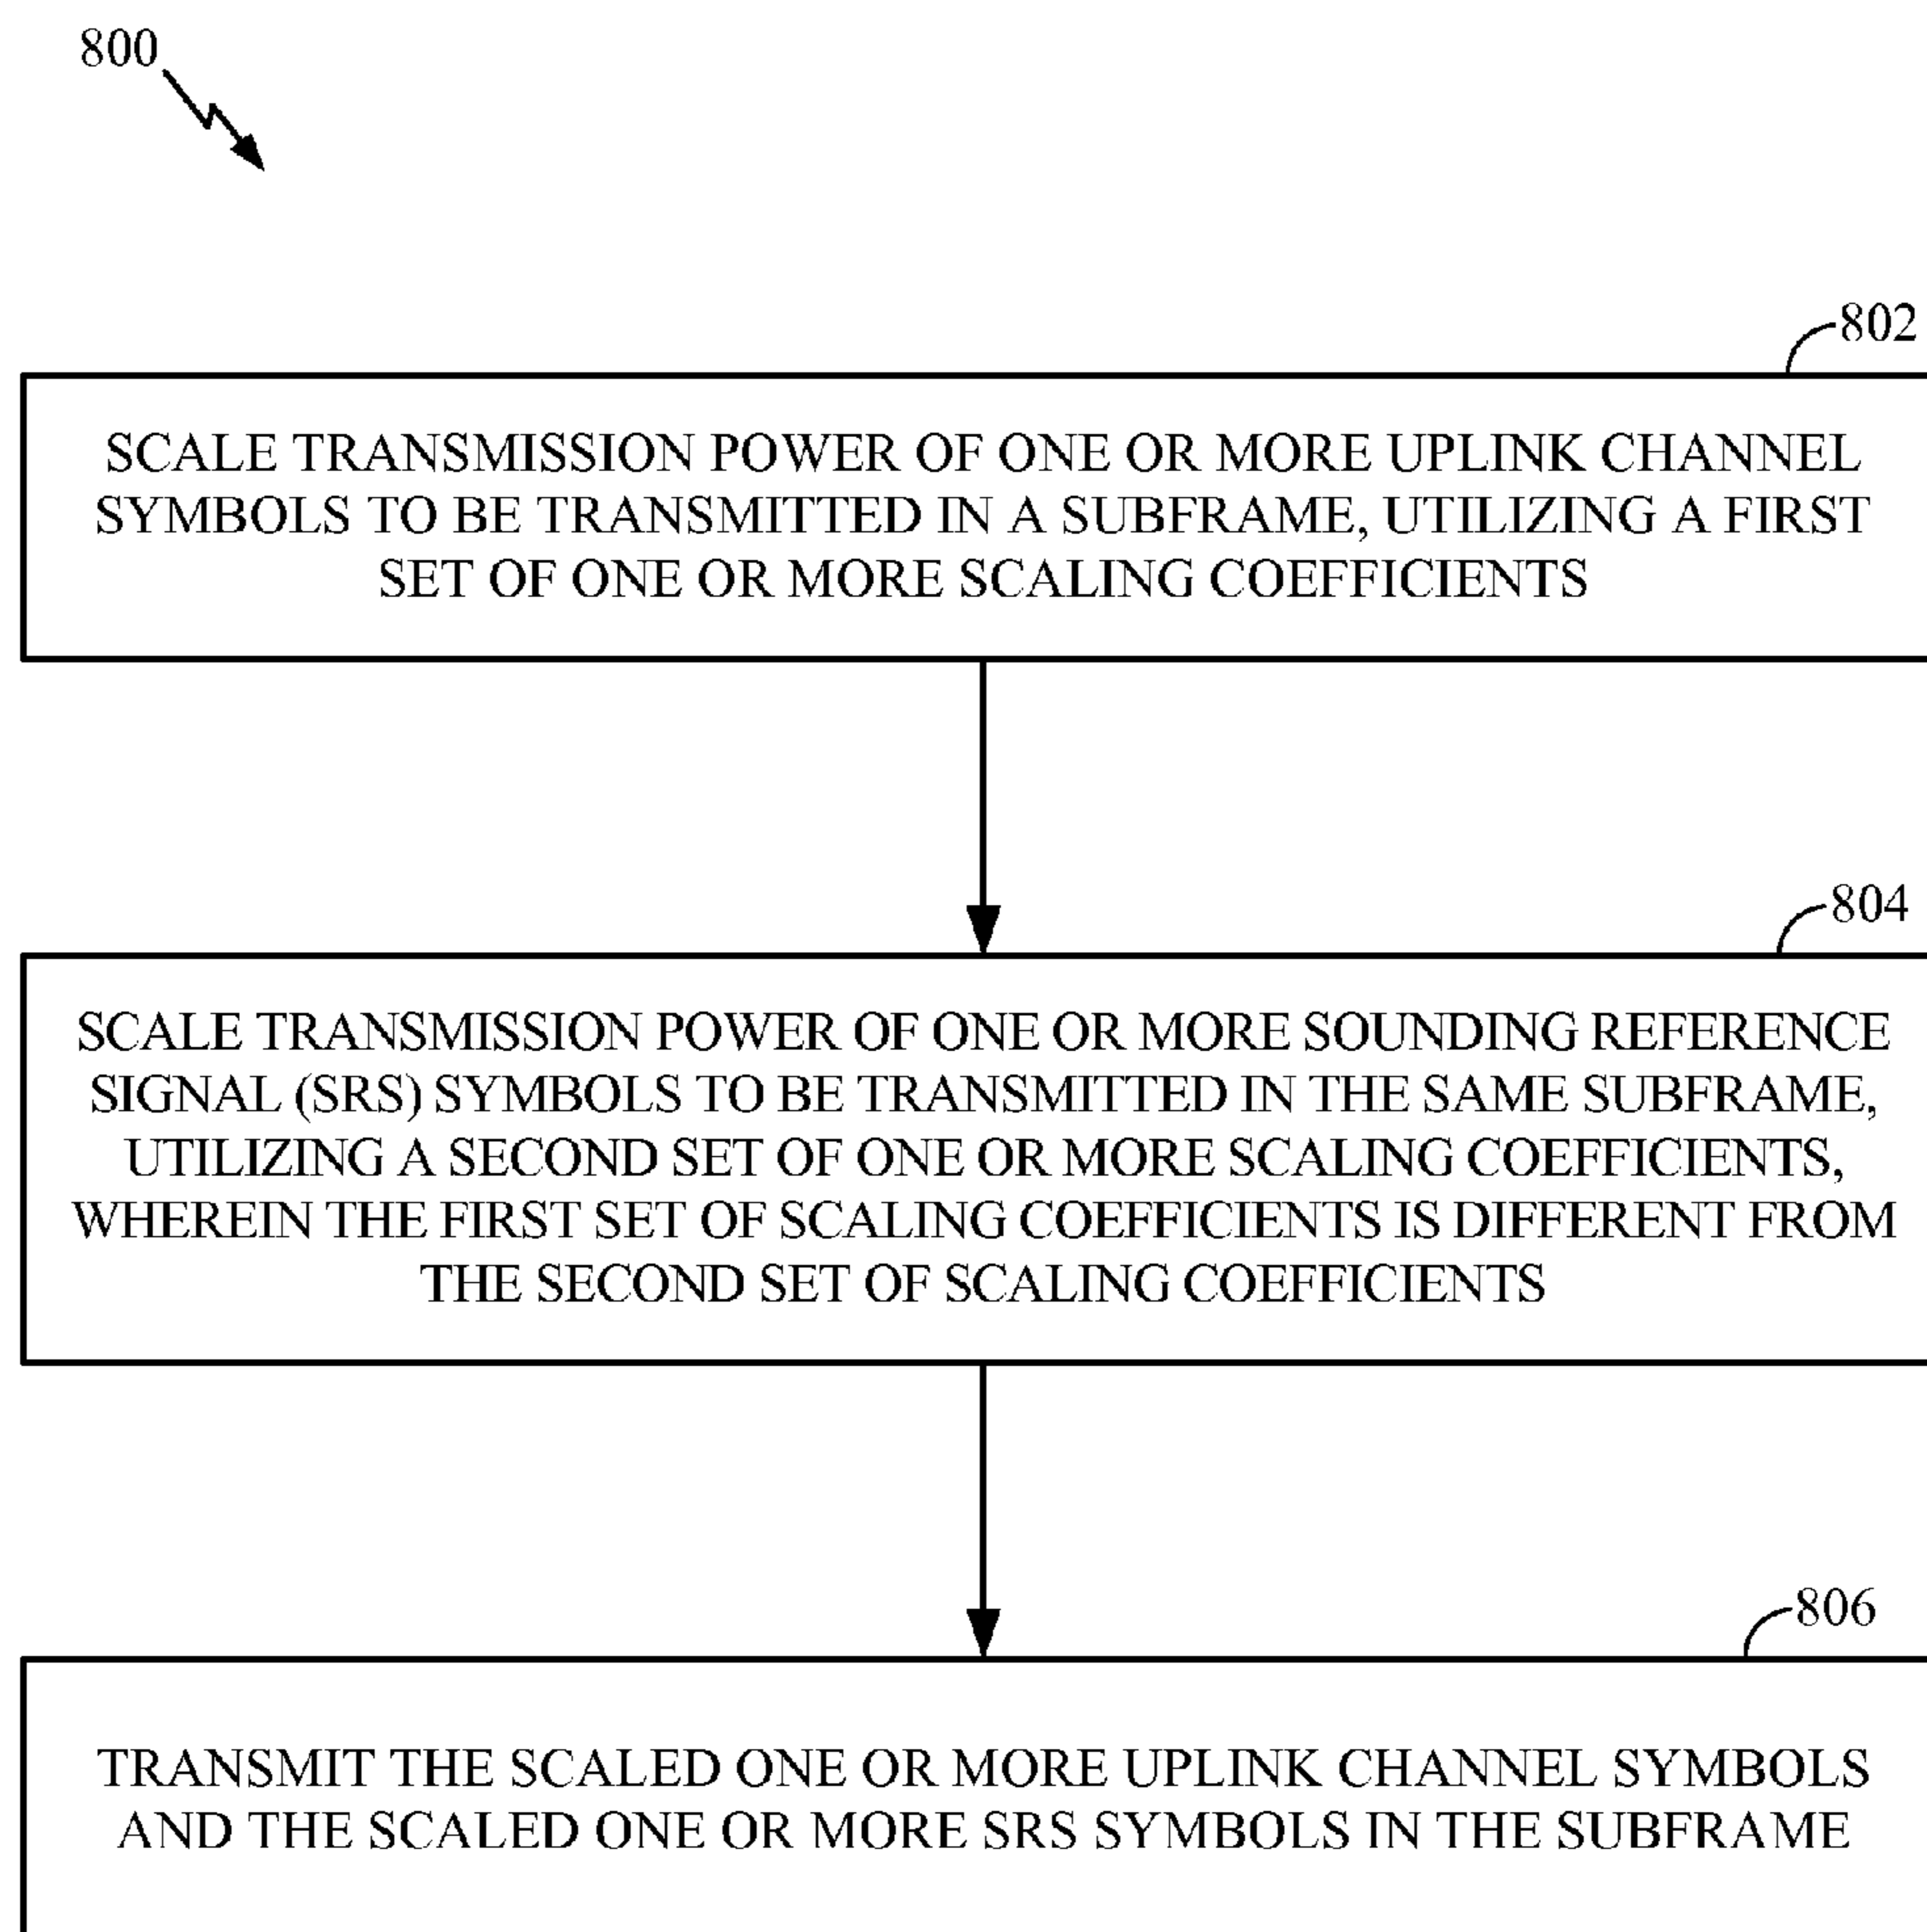 800
802
SCALE TRANSMISSION POWER OF ONE OR MORE UPLINK CHANNEL
SYMBOLS TO BE TRANSMITTED IN A SUBFRAME, UTILIZING A FIRST
SET OF ONE OR MORE SCALING COEFFICIENTS
804
SCALE TRANSMISSION POWER OF ONE OR MORE SOUNDING REFERENCE
SIGNAL (SRS) SYMBOLS TO BE TRANSMITTED IN THE SAME SUBFRAME,
UTILIZING A SECOND SET OF ONE OR MORE SCALING COEFFICIENTS,
WHEREIN THE FIRST SET OF SCALING COEFFICIENTS IS DIFFERENT FROM
THE SECOND SET OF SCALING COEFFICIENTS
806
TRANSMIT THE SCALED ONE OR MORE UPLINK CHANNEL SYMBOLS
AND THE SCALED ONE OR MORE SRS SYMBOLS IN THE SUBFRAME